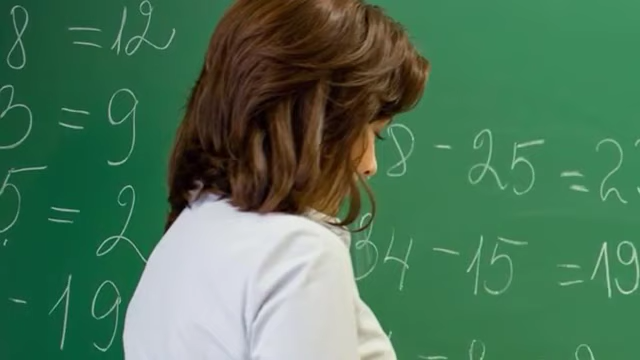 8 = 12
3 = 9
5 = 2
- 19
8 - 25 = 2
34 - 15 = 19